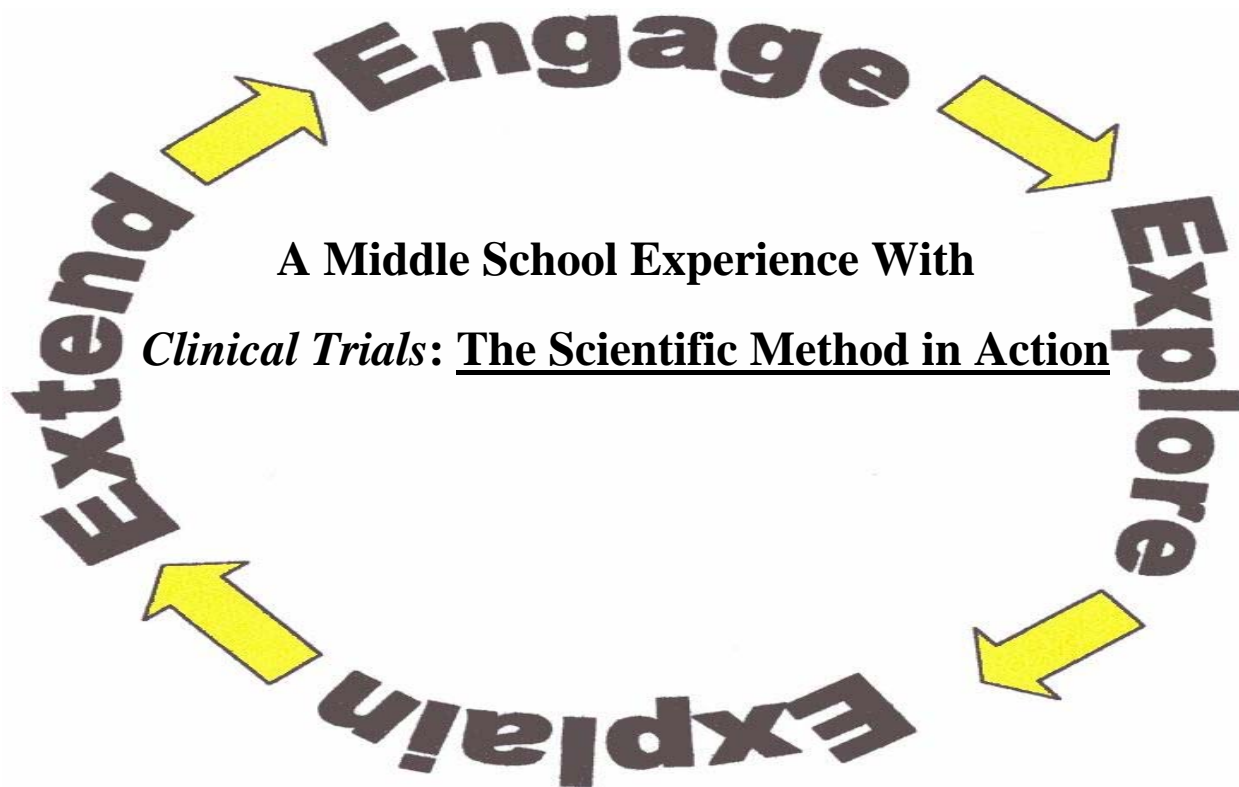 Engage
Explore
Explain
Extend
A Middle School Experience With
Clinical Trials: The Scientific Method in Action